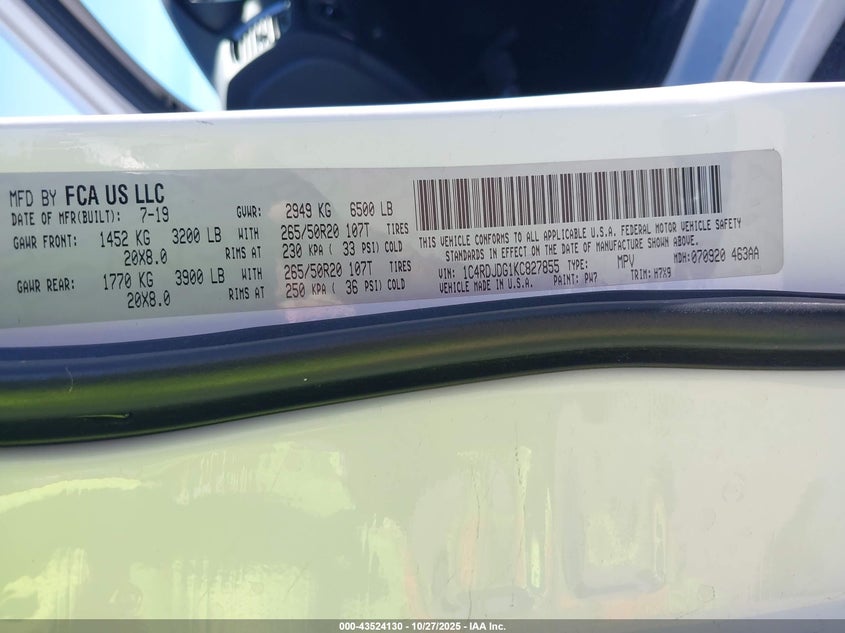 MFD BY FCA US LLC
DATE OF MFR(BUILT): 7-19 GVWR: 2949 KG 6500 LB
GAWR FRONT: 1452 KG 3200 LB WITH 265/50R20 107T TIRES
20X8.0 RIMS AT 230 KPA ( 33 PSI) COLD
GAWR REAR: 1770 KG 3900 LB WITH 265/50R20 107T TIRES
20X8.0 RIMS AT 250 KPA ( 36 PSI) COLD
THIS VEHICLE CONFORMS TO ALL APPLICABLE U.S.A. FEDERAL MOTOR VEHICLE SAFETY
STANDARDS IN EFFECT ON THE DATE OF MANUFACTURE SHOWN ABOVE.
VIN: 1C4RDJDG1KC827855 TYPE: MPV MDH:070920 463AA
VEHICLE MADE IN U.S.A. PAINT: PW7 TRIM: H7X9
000-43524130 - 10/27/2025 - IAA Inc.